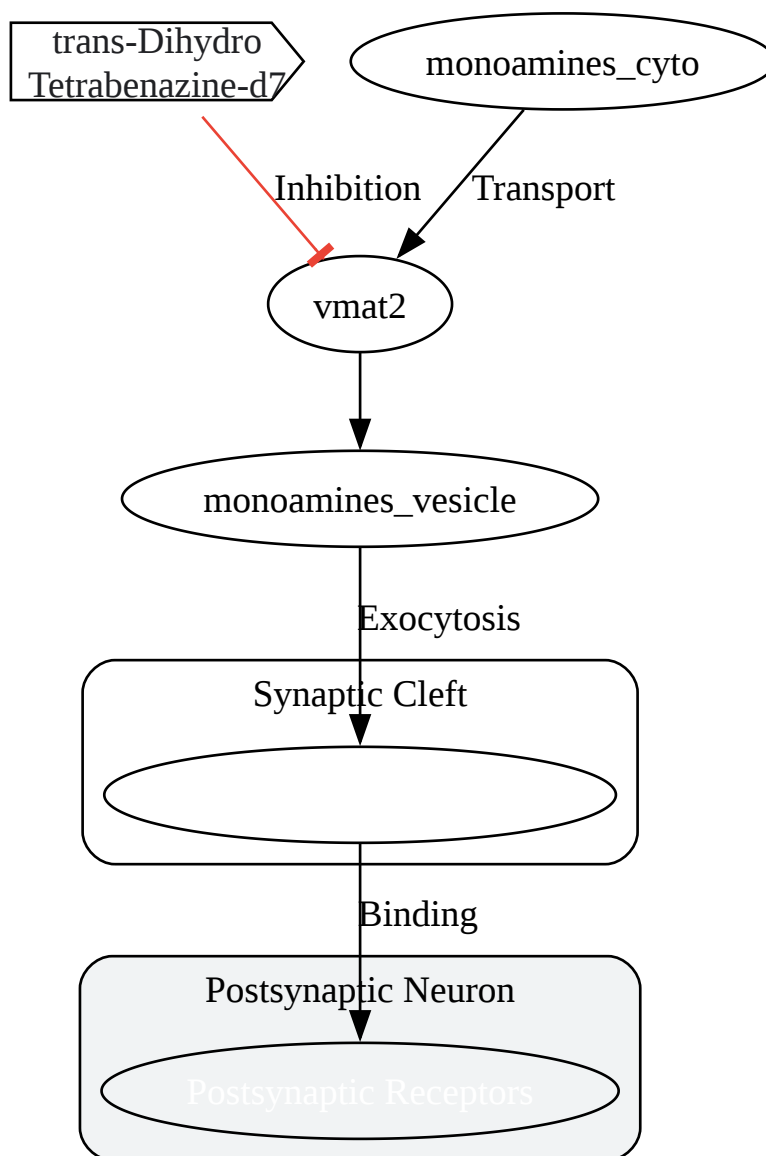 trans-Dihydro
Tetrabenazine-d7
monoamines_cyto
Inhibition
Transport
vmat2
monoamines_vesicle
Exocytosis
Synaptic Cleft
Binding
Postsynaptic Neuron
Postsynaptic Receptors